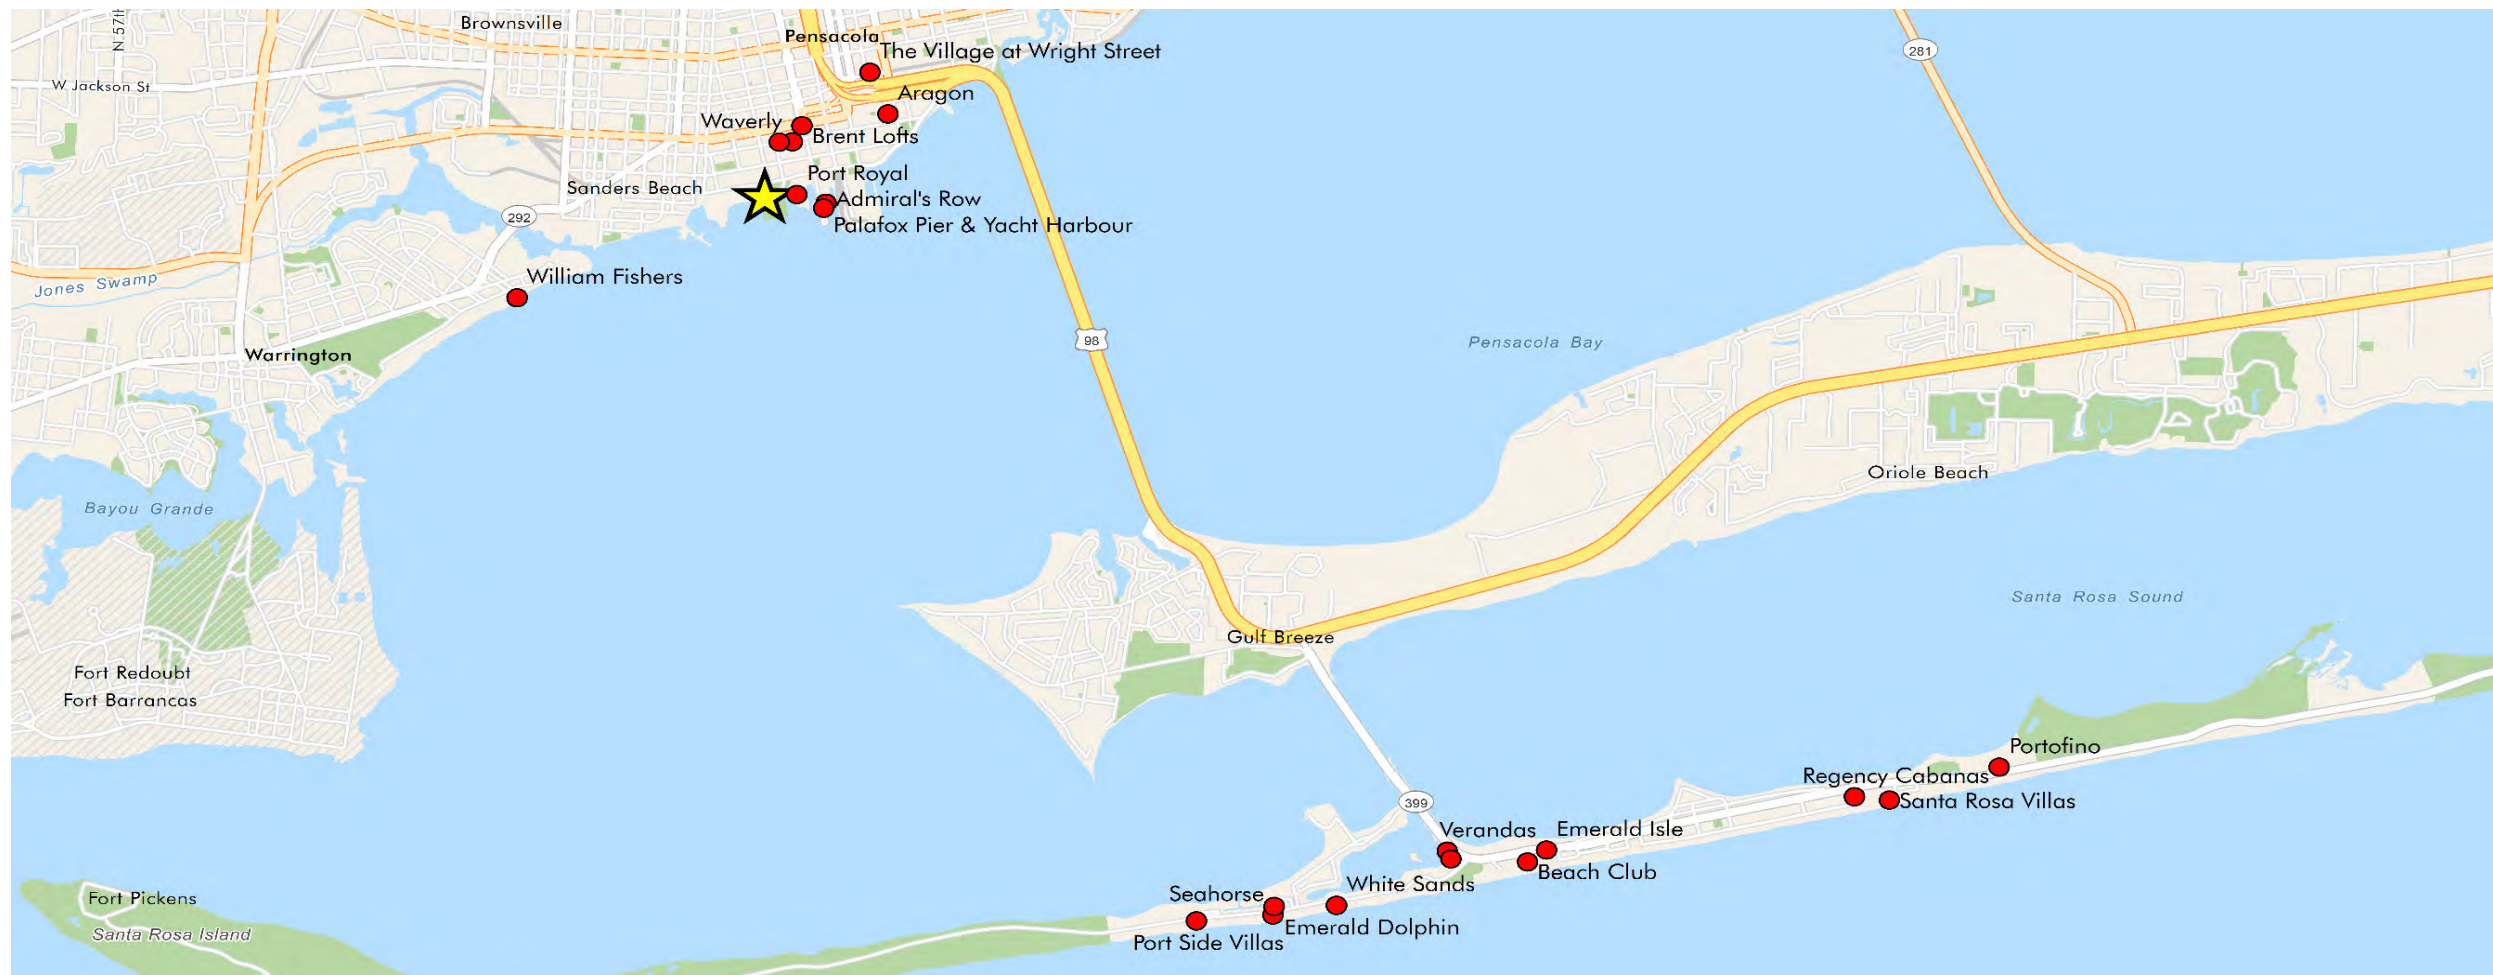 Brownsville
N 57th
Pensacola
The Village at Wright Street
281
W Jackson St
Aragon
Waverly
Brent Lofts
Port Royal
Sanders Beach
Admiral's Row
292
Palafox Pier & Yacht Harbour
William Fishers
Jones Swamp
98
Pensacola Bay
Warrington
Oriole Beach
Bayou Grande
Santa Rosa Sound
Gulf Breeze
Fort Redoubt
Fort Barrancas
Portofino
Regency Cabanas
399
Santa Rosa Villas
Verandas
Emerald Isle
Beach Club
White Sands
Seahorse
Fort Pickens
Emerald Dolphin
Santa Rosa Island
Port Side Villas